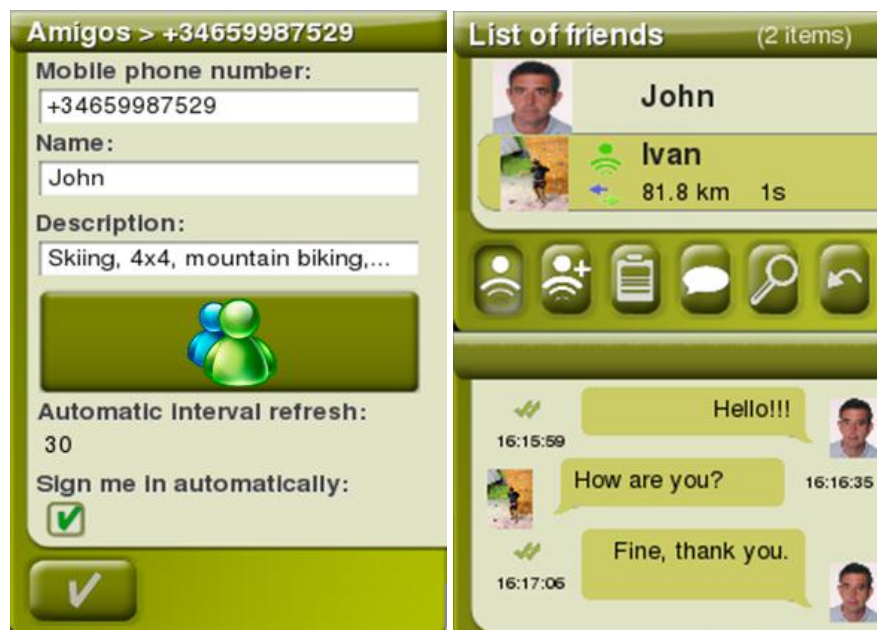 Amigos > +34659987529
Mobile phone number:
+34659987529
Name:
John
Description:
Skiing, 4x4, mountain biking,...
Automatic interval refresh:
30
Sign me in automatically:
List of friends (2 items)
John
Ivan
81.8 km 1s
Hello!!!
16:15:59
How are you?
16:16:35
Fine, thank you.
16:17:06